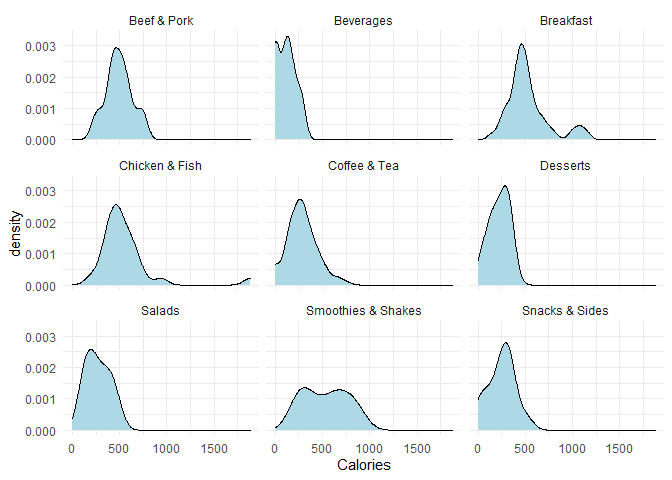 Beef & Pork
Beverages
Breakfast
0.003
0.002
0.001
0.000
Chicken & Fish
Coffee & Tea
Desserts
0.003
0.002
0.001
0.000
Salads
Smoothies & Shakes
Snacks & Sides
0.003
0.002
0.001
0.000
0 500 1000 1500
0 500 1000 1500
0 500 1000 1500
density
Calories